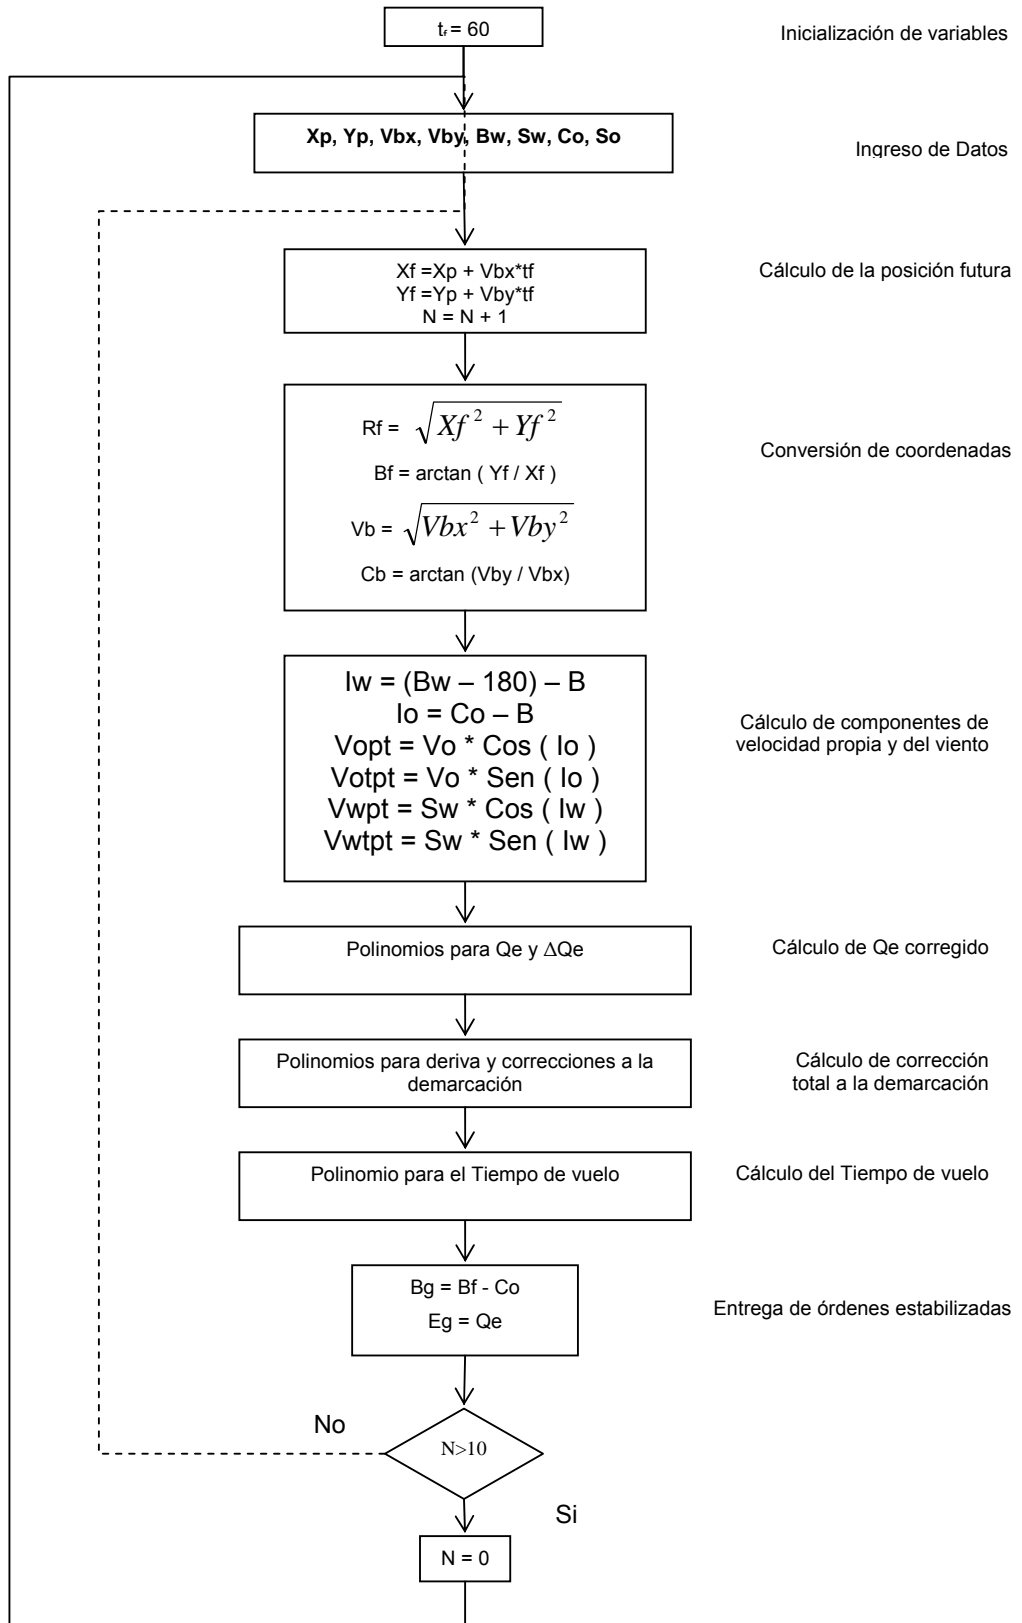 tf = 60
Inicialización de variables
Xp, Yp, Vbx, Vby, Bw, Sw, Co, So
Ingreso de Datos
Xf =Xp + Vbx*tf
Yf =Yp + Vby*tf
N = N + 1
Cálculo de la posición futura
Rf = √(Xf² + Yf²)
Bf = arctan ( Yf / Xf )
Vb = √(Vbx² + Vby²)
Cb = arctan (Vby / Vbx)
Conversión de coordenadas
Iw = (Bw – 180) – B
Io = Co – B
Vopt = Vo * Cos ( Io )
Votpt = Vo * Sen ( Io )
Vwpt = Sw * Cos ( Iw )
Vwtpt = Sw * Sen ( Iw )
Cálculo de componentes de
velocidad propia y del viento
Polinomios para Qe y ΔQe
Cálculo de Qe corregido
Polinomios para deriva y correcciones a la
demarcación
Cálculo de corrección
total a la demarcación
Polinomio para el Tiempo de vuelo
Cálculo del Tiempo de vuelo
Bg = Bf - Co
Eg = Qe
Entrega de órdenes estabilizadas
No
N>10
Si
N = 0